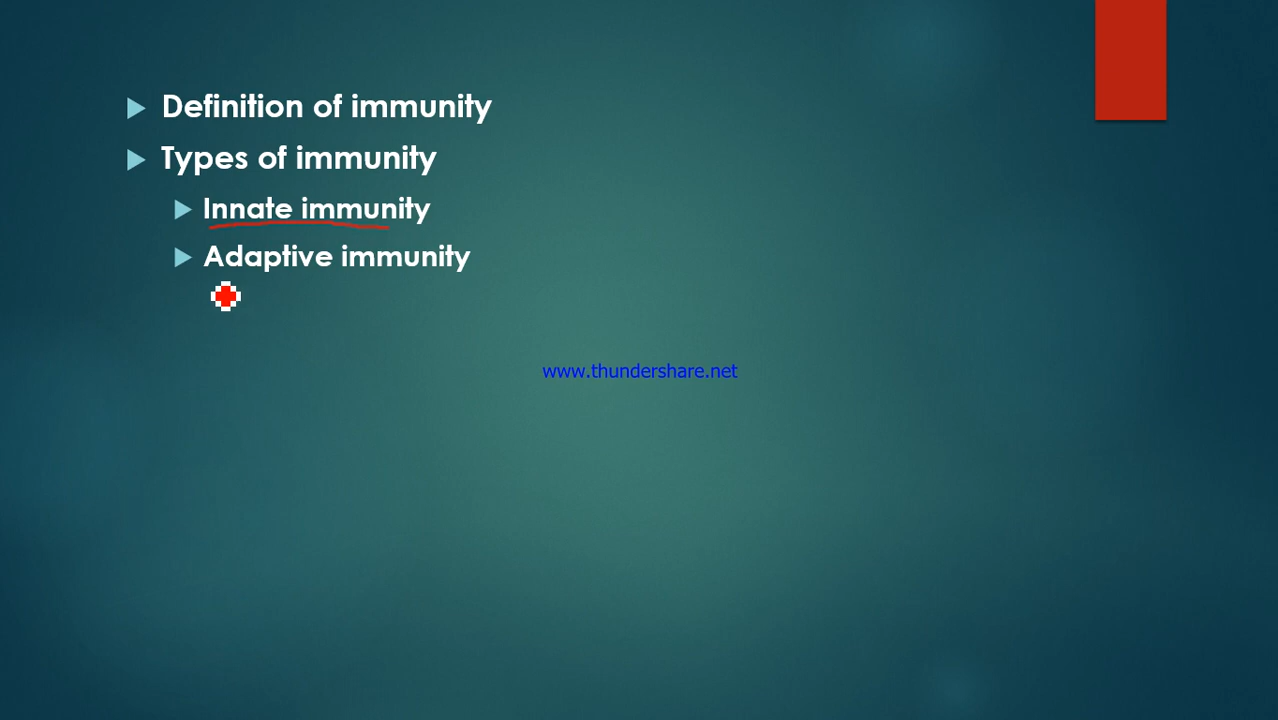 Definition of immunity
Types of immunity
Innate immunity
Adaptive immunity
www.thundershare.net